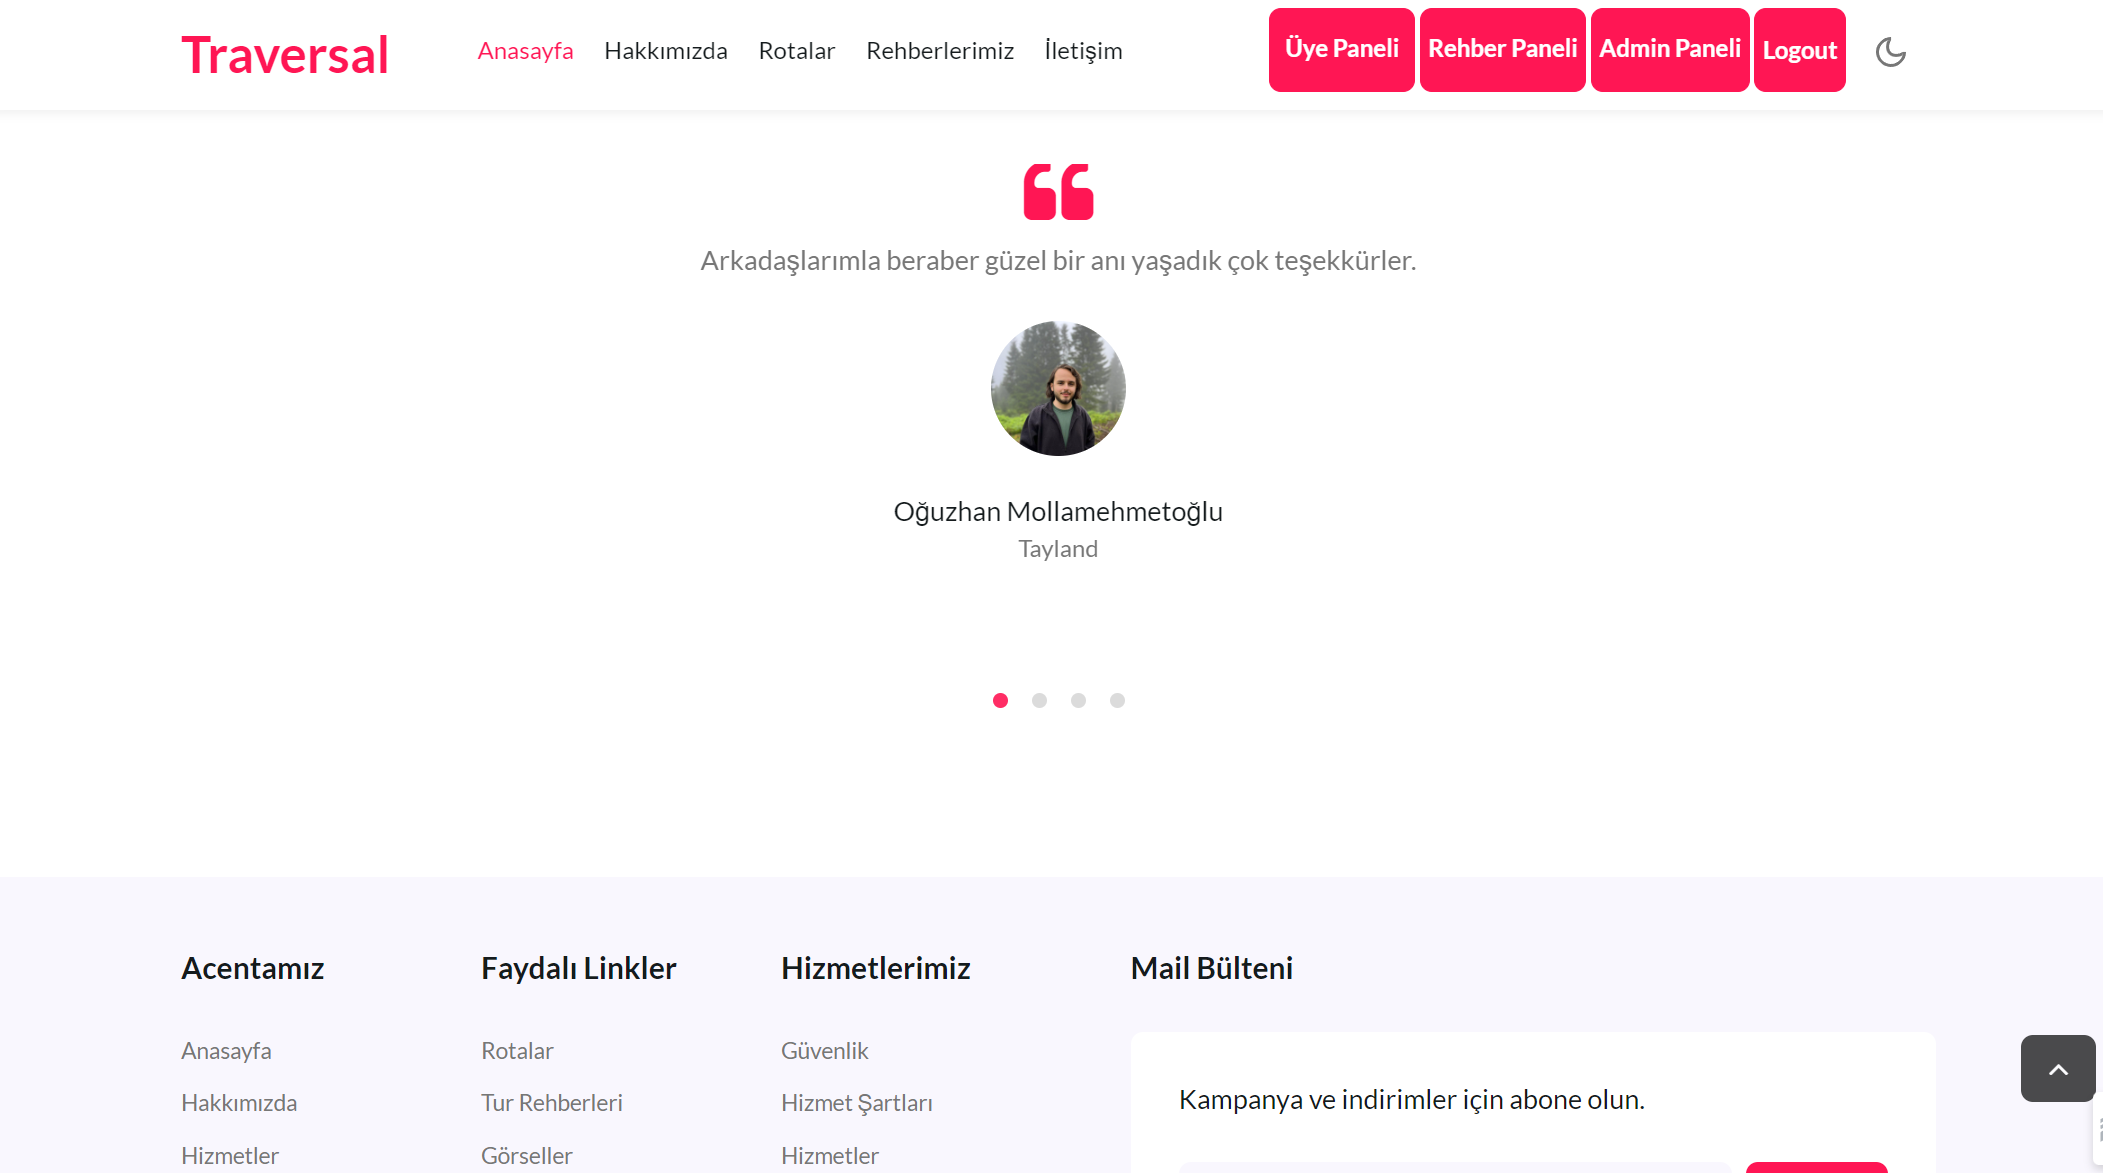 Traversal
Anasayfa Hakkımızda Rotalar Rehberlerimiz İletişim
Üye Paneli Rehber Paneli Admin Paneli Logout
Arkadaşlarımla beraber güzel bir anı yaşadık çok teşekkürler.
Oğuzhan Mollamehmetoğlu
Tayland
Acentamız Faydalı Linkler Hizmetlerimiz Mail Bülteni
Anasayfa Rotalar Güvenlik
Kampanya ve indirimler için abone olun.
Hakkımızda Tur Rehberleri Hizmet Şartları
Hizmetler Görseller Hizmetler